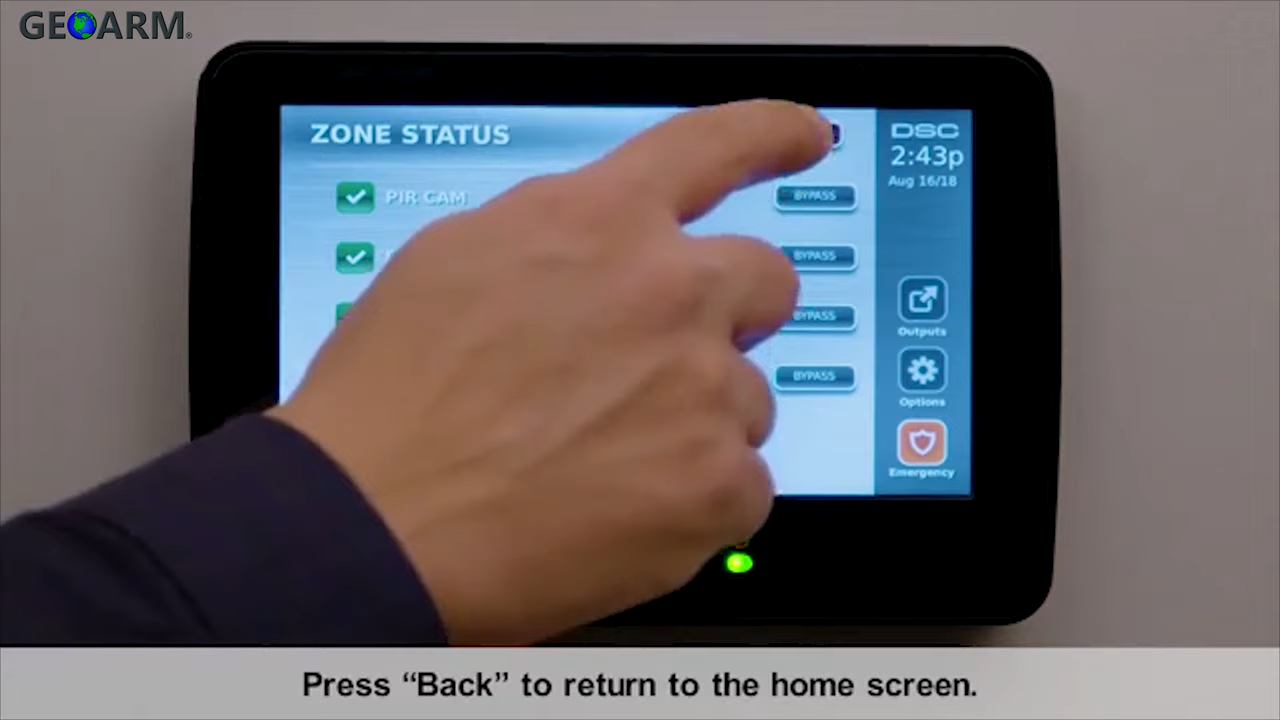 GEOARM®
ZONE STATUS
DSC
2:43p
Aug 16/18
PIR CAM
BYPASS
BYPASS
BYPASS
BYPASS
Outputs
Options
Emergency
Press “Back” to return to the home screen.